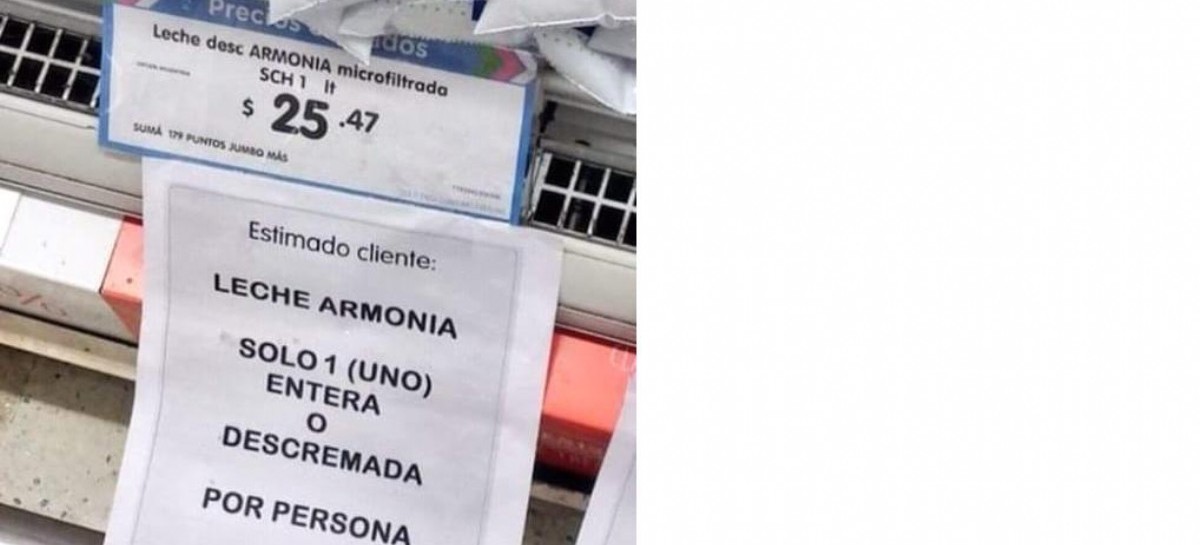 Precios
Leche desc ARMONIA microfiltrada
SCH 1 lt
$ 25.47
SUMÁ 179 PUNTOS JUMBO MÁS
Estimado cliente:
LECHE ARMONIA
SOLO 1 (UNO)
ENTERA
O
DESCREMADA
POR PERSONA